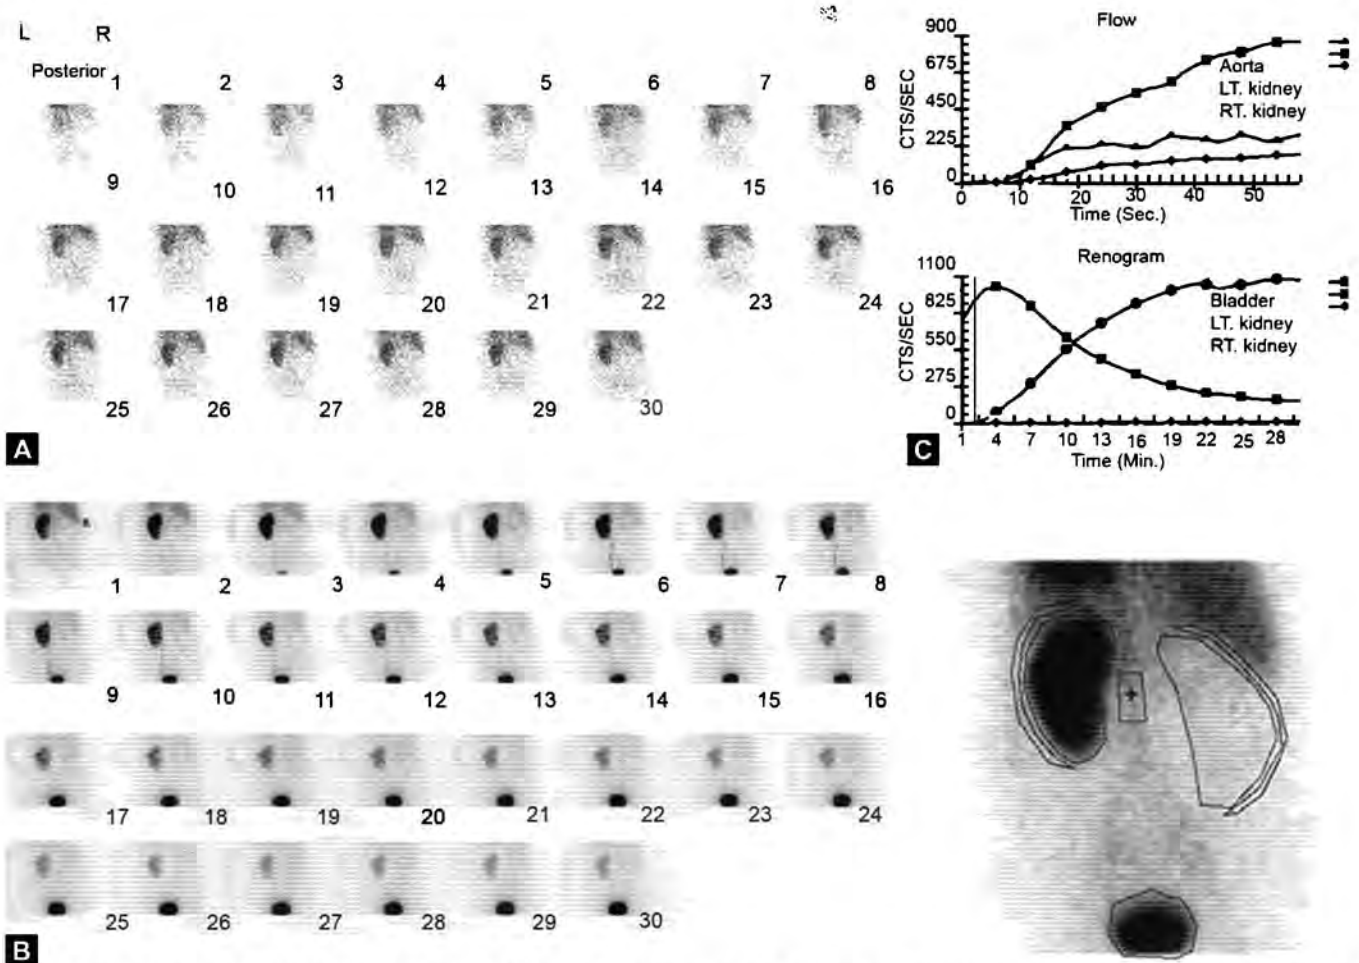 L R
Posterior
1 2 3 4 5 6 7 8
9 10 11 12 13 14 15 16
17 18 19 20 21 22 23 24
25 26 27 28 29 30
A
1 2 3 4 5 6 7 8
9 10 11 12 13 14 15 16
17 18 19 20 21 22 23 24
25 26 27 28 29 30
B
Flow
CTS/SEC
900
675
450
225
0
Aorta
LT. kidney
RT. kidney
10 20 30 40 50
Time (Sec.)
Renogram
CTS/SEC
1100
825
550
275
0
Bladder
LT. kidney
RT. kidney
1 4 7 10 13 16 19 22 25 28
Time (Min.)
C